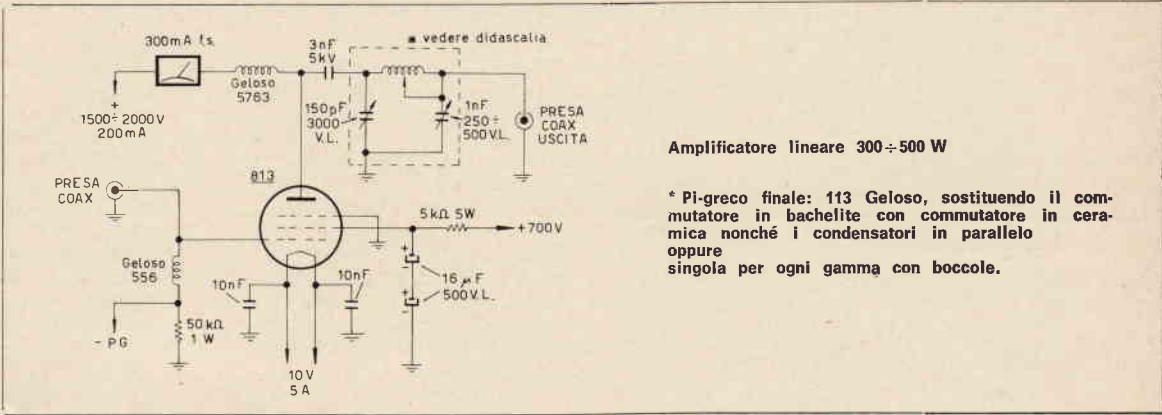 300mA f.s.
3nF
5kV
* vedere didascalia
Geloso
5763
+
1500÷2000V
200mA
150pF
3000
V.L.
1nF
250÷
500V.L.
PRESA
COAX
USCITA
813
PRESA
COAX
5kΩ 5W
+700V
Geloso
556
10nF
10nF
+
-
+
-
16µF
500V.L.
50kΩ
1W
-PG
10V
5A
Amplificatore lineare 300÷500 W
* Pi-greco finale: 113 Geloso, sostituendo il com-
mutatore in bachelite con commutatore in cera-
mica nonché i condensatori in parallelo
oppure
singola per ogni gamma con boccole.